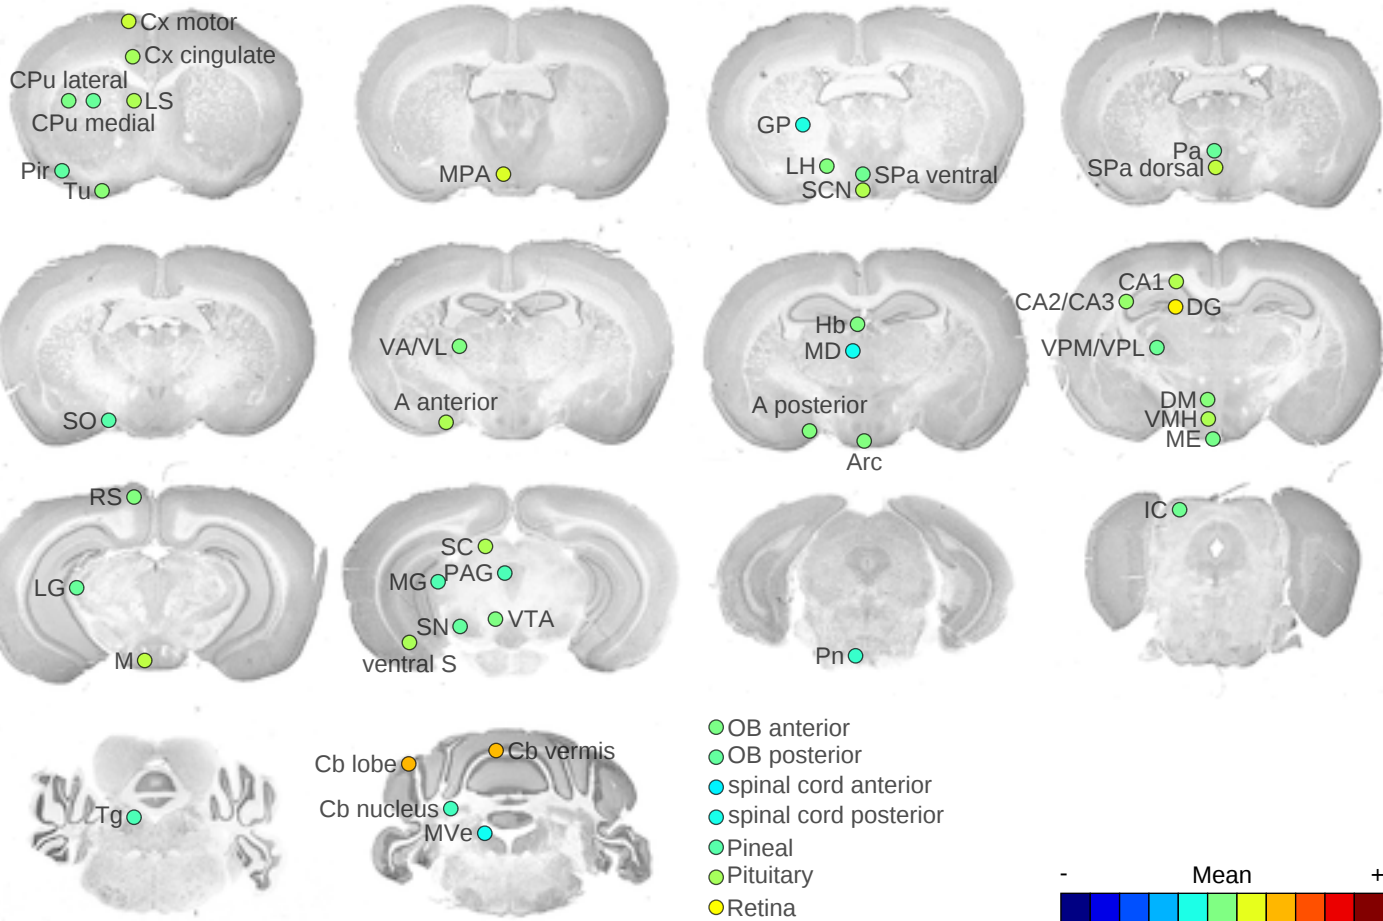 Cx motor
Cx cingulate
CPu lateral
LS
CPu medial
Pir
Tu
MPA
GP
LH
SPa ventral
SCN
Pa
SPa dorsal
SO
VA/VL
A anterior
Hb
MD
A posterior
Arc
CA1
CA2/CA3
DG
VPM/VPL
DM
VMH
ME
RS
LG
M
SC
MG
PAG
SN
VTA
ventral S
Pn
IC
Tg
Cb lobe
Cb vermis
Cb nucleus
MVe
OB anterior
OB posterior
spinal cord anterior
spinal cord posterior
Pineal
Pituitary
Retina
- Mean +